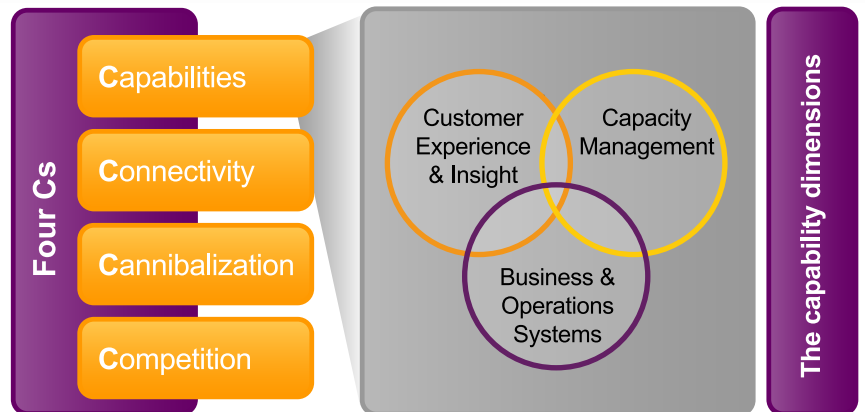 Four Cs
Capabilities
Connectivity
Cannibalization
Competition
Customer
Experience
& Insight
Capacity
Management
Business &
Operations
Systems
The capability dimensions